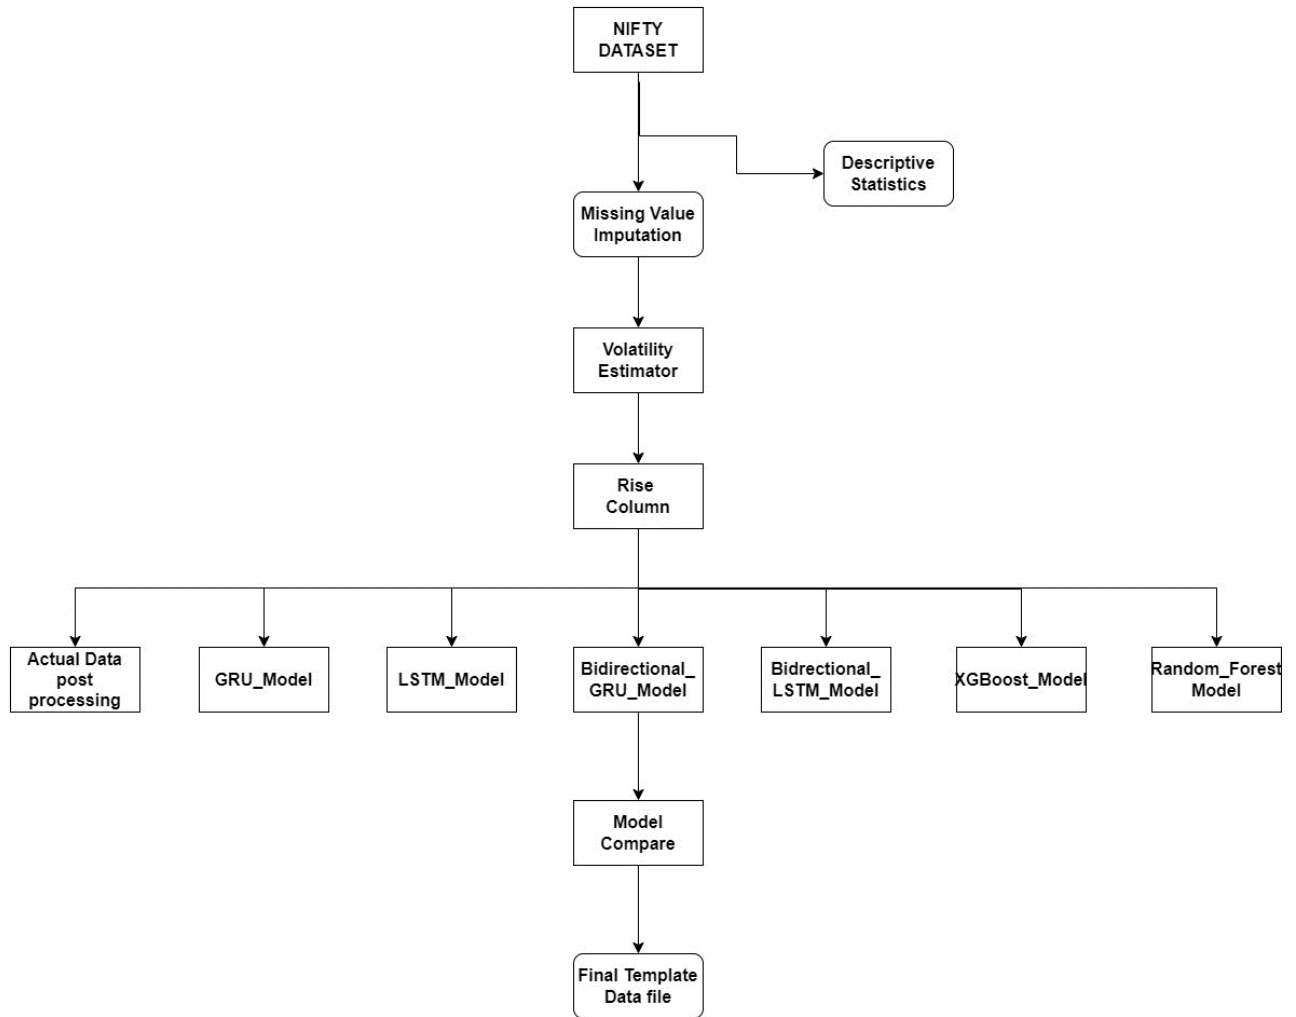 NIFTY
DATASET
Descriptive
Statistics
Missing Value
Imputation
Volatility
Estimator
Rise
Column
Actual Data
post
processing
GRU_Model
LSTM_Model
Bidirectional_
GRU_Model
Bidrectional_
LSTM_Model
XGBoost_Model
Random_Forest
Model
Model
Compare
Final Template
Data file